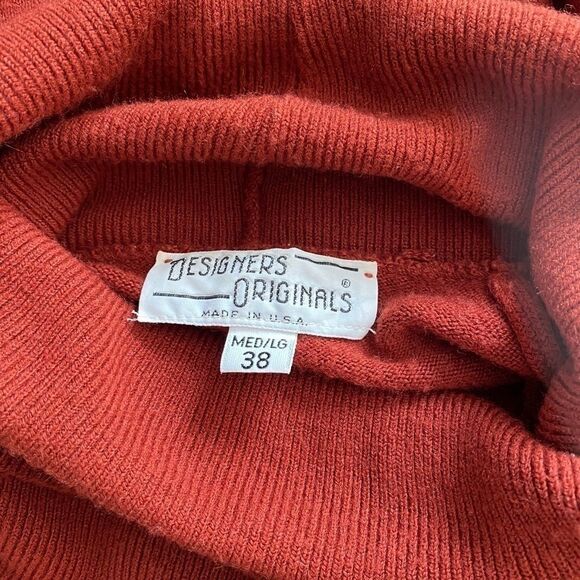 DESIGNERS
ORIGINALS ®
MADE IN U.S.A.
MED/LG
38